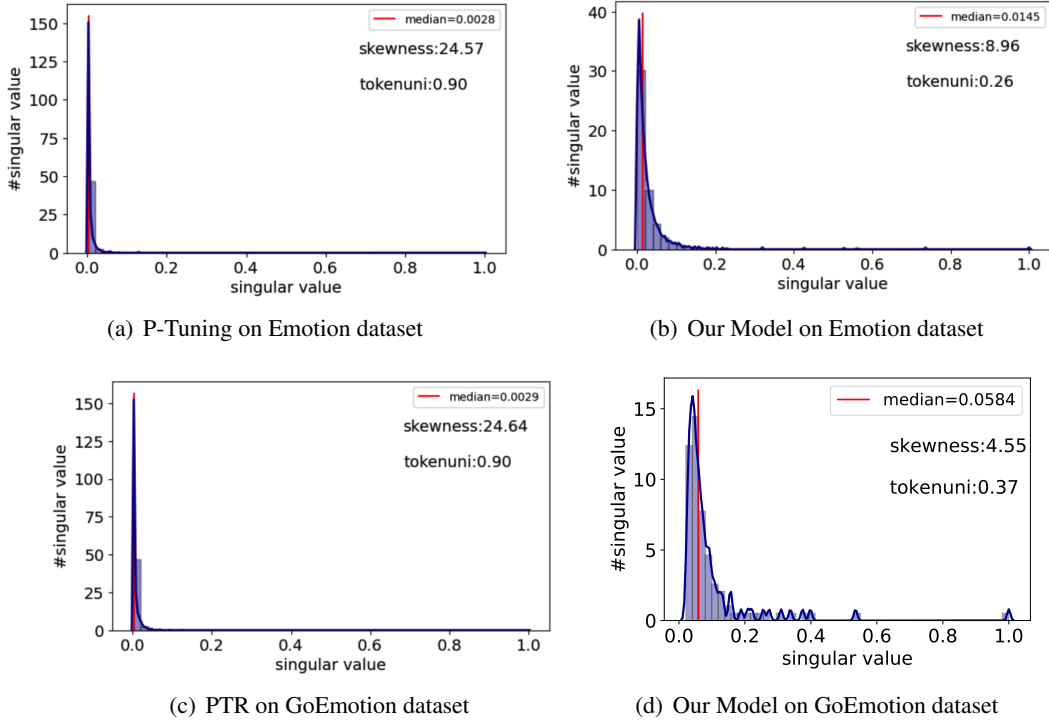 150
125
100
75
50
25
0
#singular value
median=0.0028
skewness:24.57
tokenuni:0.90
0.0 0.2 0.4 0.6 0.8 1.0
singular value
(a) P-Tuning on Emotion dataset
40
30
20
10
0
#singular value
median=0.0145
skewness:8.96
tokenuni:0.26
0.0 0.2 0.4 0.6 0.8 1.0
singular value
(b) Our Model on Emotion dataset
150
125
100
75
50
25
0
#singular value
median=0.0029
skewness:24.64
tokenuni:0.90
0.0 0.2 0.4 0.6 0.8 1.0
singular value
(c) PTR on GoEmotion dataset
15
10
5
0
#singular value
median=0.0584
skewness:4.55
tokenuni:0.37
0.0 0.2 0.4 0.6 0.8 1.0
singular value
(d) Our Model on GoEmotion dataset